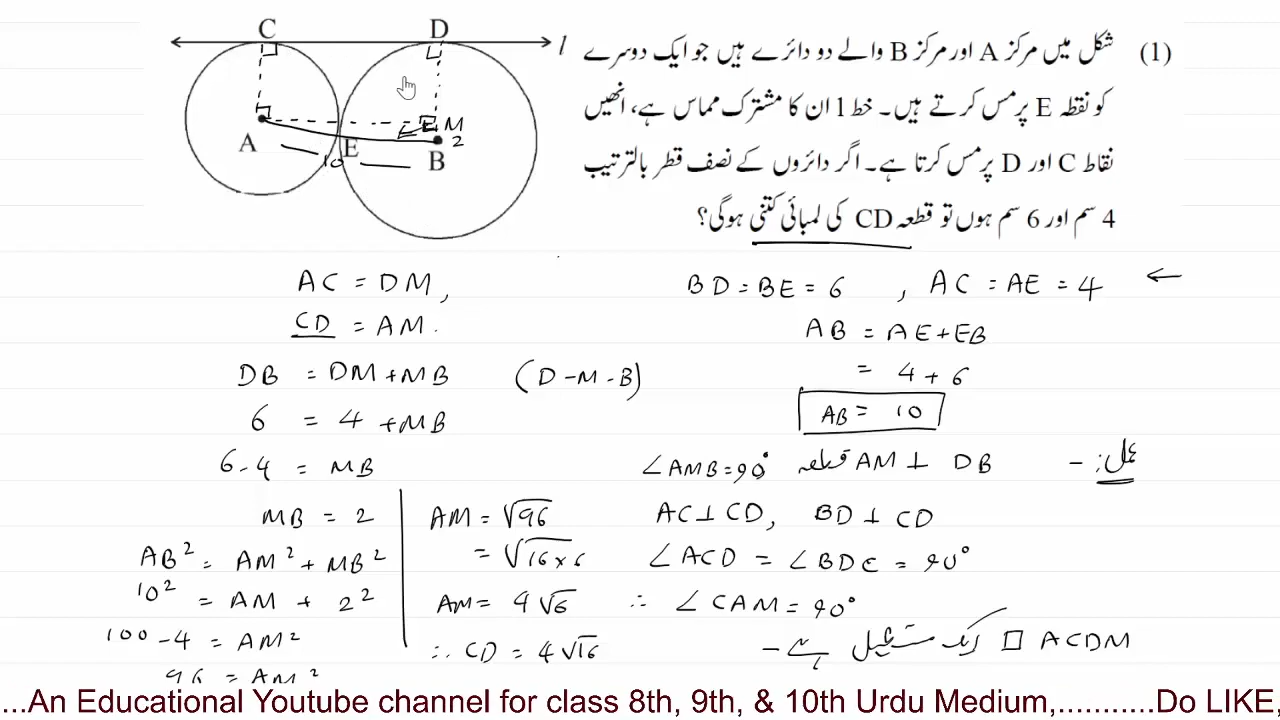 C D l
A E B M 2
10
(1) شکل میں مرکز A اور مرکز B والے دو دائرے ہیں جو ایک دوسرے
کو نقطہ E پر مس کرتے ہیں۔ خط l ان کا مشترک مماس ہے، انھیں
نقاط C اور D پر مس کرتا ہے۔ اگر دائروں کے نصف قطر بالترتیب
4 سم اور 6 سم ہوں تو قطعہ CD کی لمبائی کتنی ہوگی؟
BD = BE = 6 , AC = AE = 4 ←
AB = AE + EB
= 4 + 6
AB = 10
عمل: -
قطعہ AM ⊥ DB ∠AMB = 90°
AC ⊥ CD, BD ⊥ CD
∠ACD = ∠BDC = 90°
∴ ∠CAM = 90°
□ ACDM ایک مستطیل ہے -
AC = DM,
CD = AM.
DB = DM + MB (D-M-B)
6 = 4 + MB
6 - 4 = MB
MB = 2
AB² = AM² + MB²
10² = AM + 2²
100 - 4 = AM²
96 = AM²
AM = √96
= √16×6
AM = 4√6
∴ CD = 4√16
...An Educational Youtube channel for class 8th, 9th, & 10th Urdu Medium,...........Do LIKE,